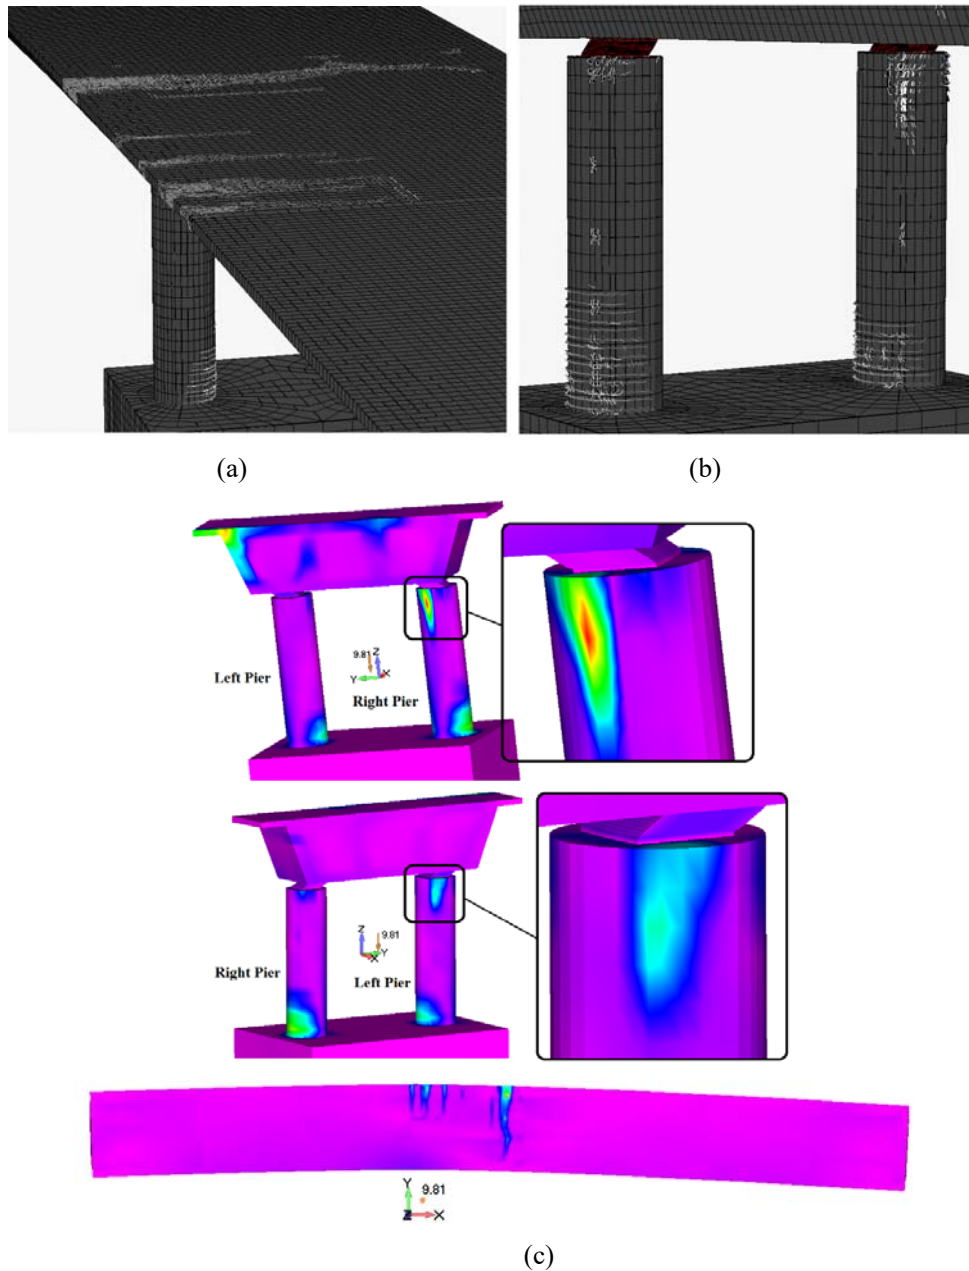 (a)
(b)
9.81
Z
X
Y
Left Pier
Right Pier
Z
9.81
Y
X
Right Pier
Left Pier
Y
9.81
Z
X
(c)